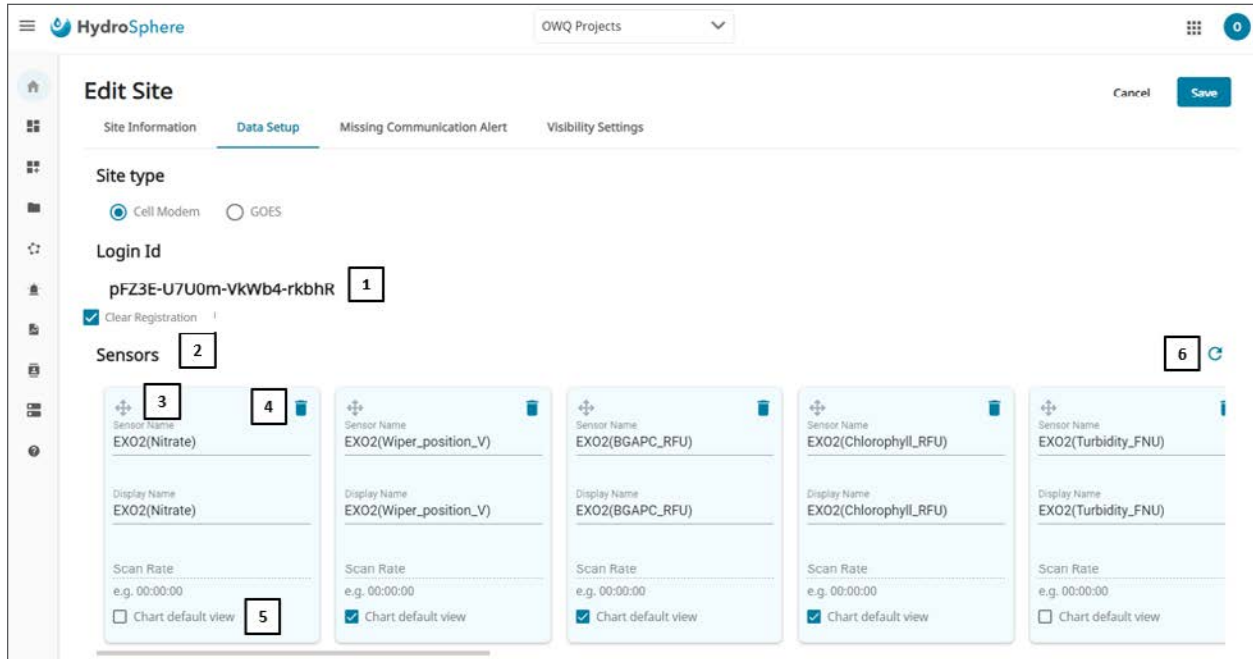 HydroSphere
OWQ Projects
O
Edit Site
Cancel
Save
Site Information
Data Setup
Missing Communication Alert
Visibility Settings
Site type
Cell Modem
GOES
Login Id
pFZ3E-U7U0m-VkWb4-rkbhR
1
Clear Registration
Sensors
2
6
3
4
Sensor Name
EXO2(Nitrate)
Display Name
EXO2(Nitrate)
Scan Rate
e.g. 00:00:00
Chart default view
5
Sensor Name
EXO2(Wiper_position_V)
Display Name
EXO2(Wiper_position_V)
Scan Rate
e.g. 00:00:00
Chart default view
Sensor Name
EXO2(BGAPC_RFU)
Display Name
EXO2(BGAPC_RFU)
Scan Rate
e.g. 00:00:00
Chart default view
Sensor Name
EXO2(Chlorophyll_RFU)
Display Name
EXO2(Chlorophyll_RFU)
Scan Rate
e.g. 00:00:00
Chart default view
Sensor Name
EXO2(Turbidity_FNU)
Display Name
EXO2(Turbidity_FNU)
Scan Rate
e.g. 00:00:00
Chart default view